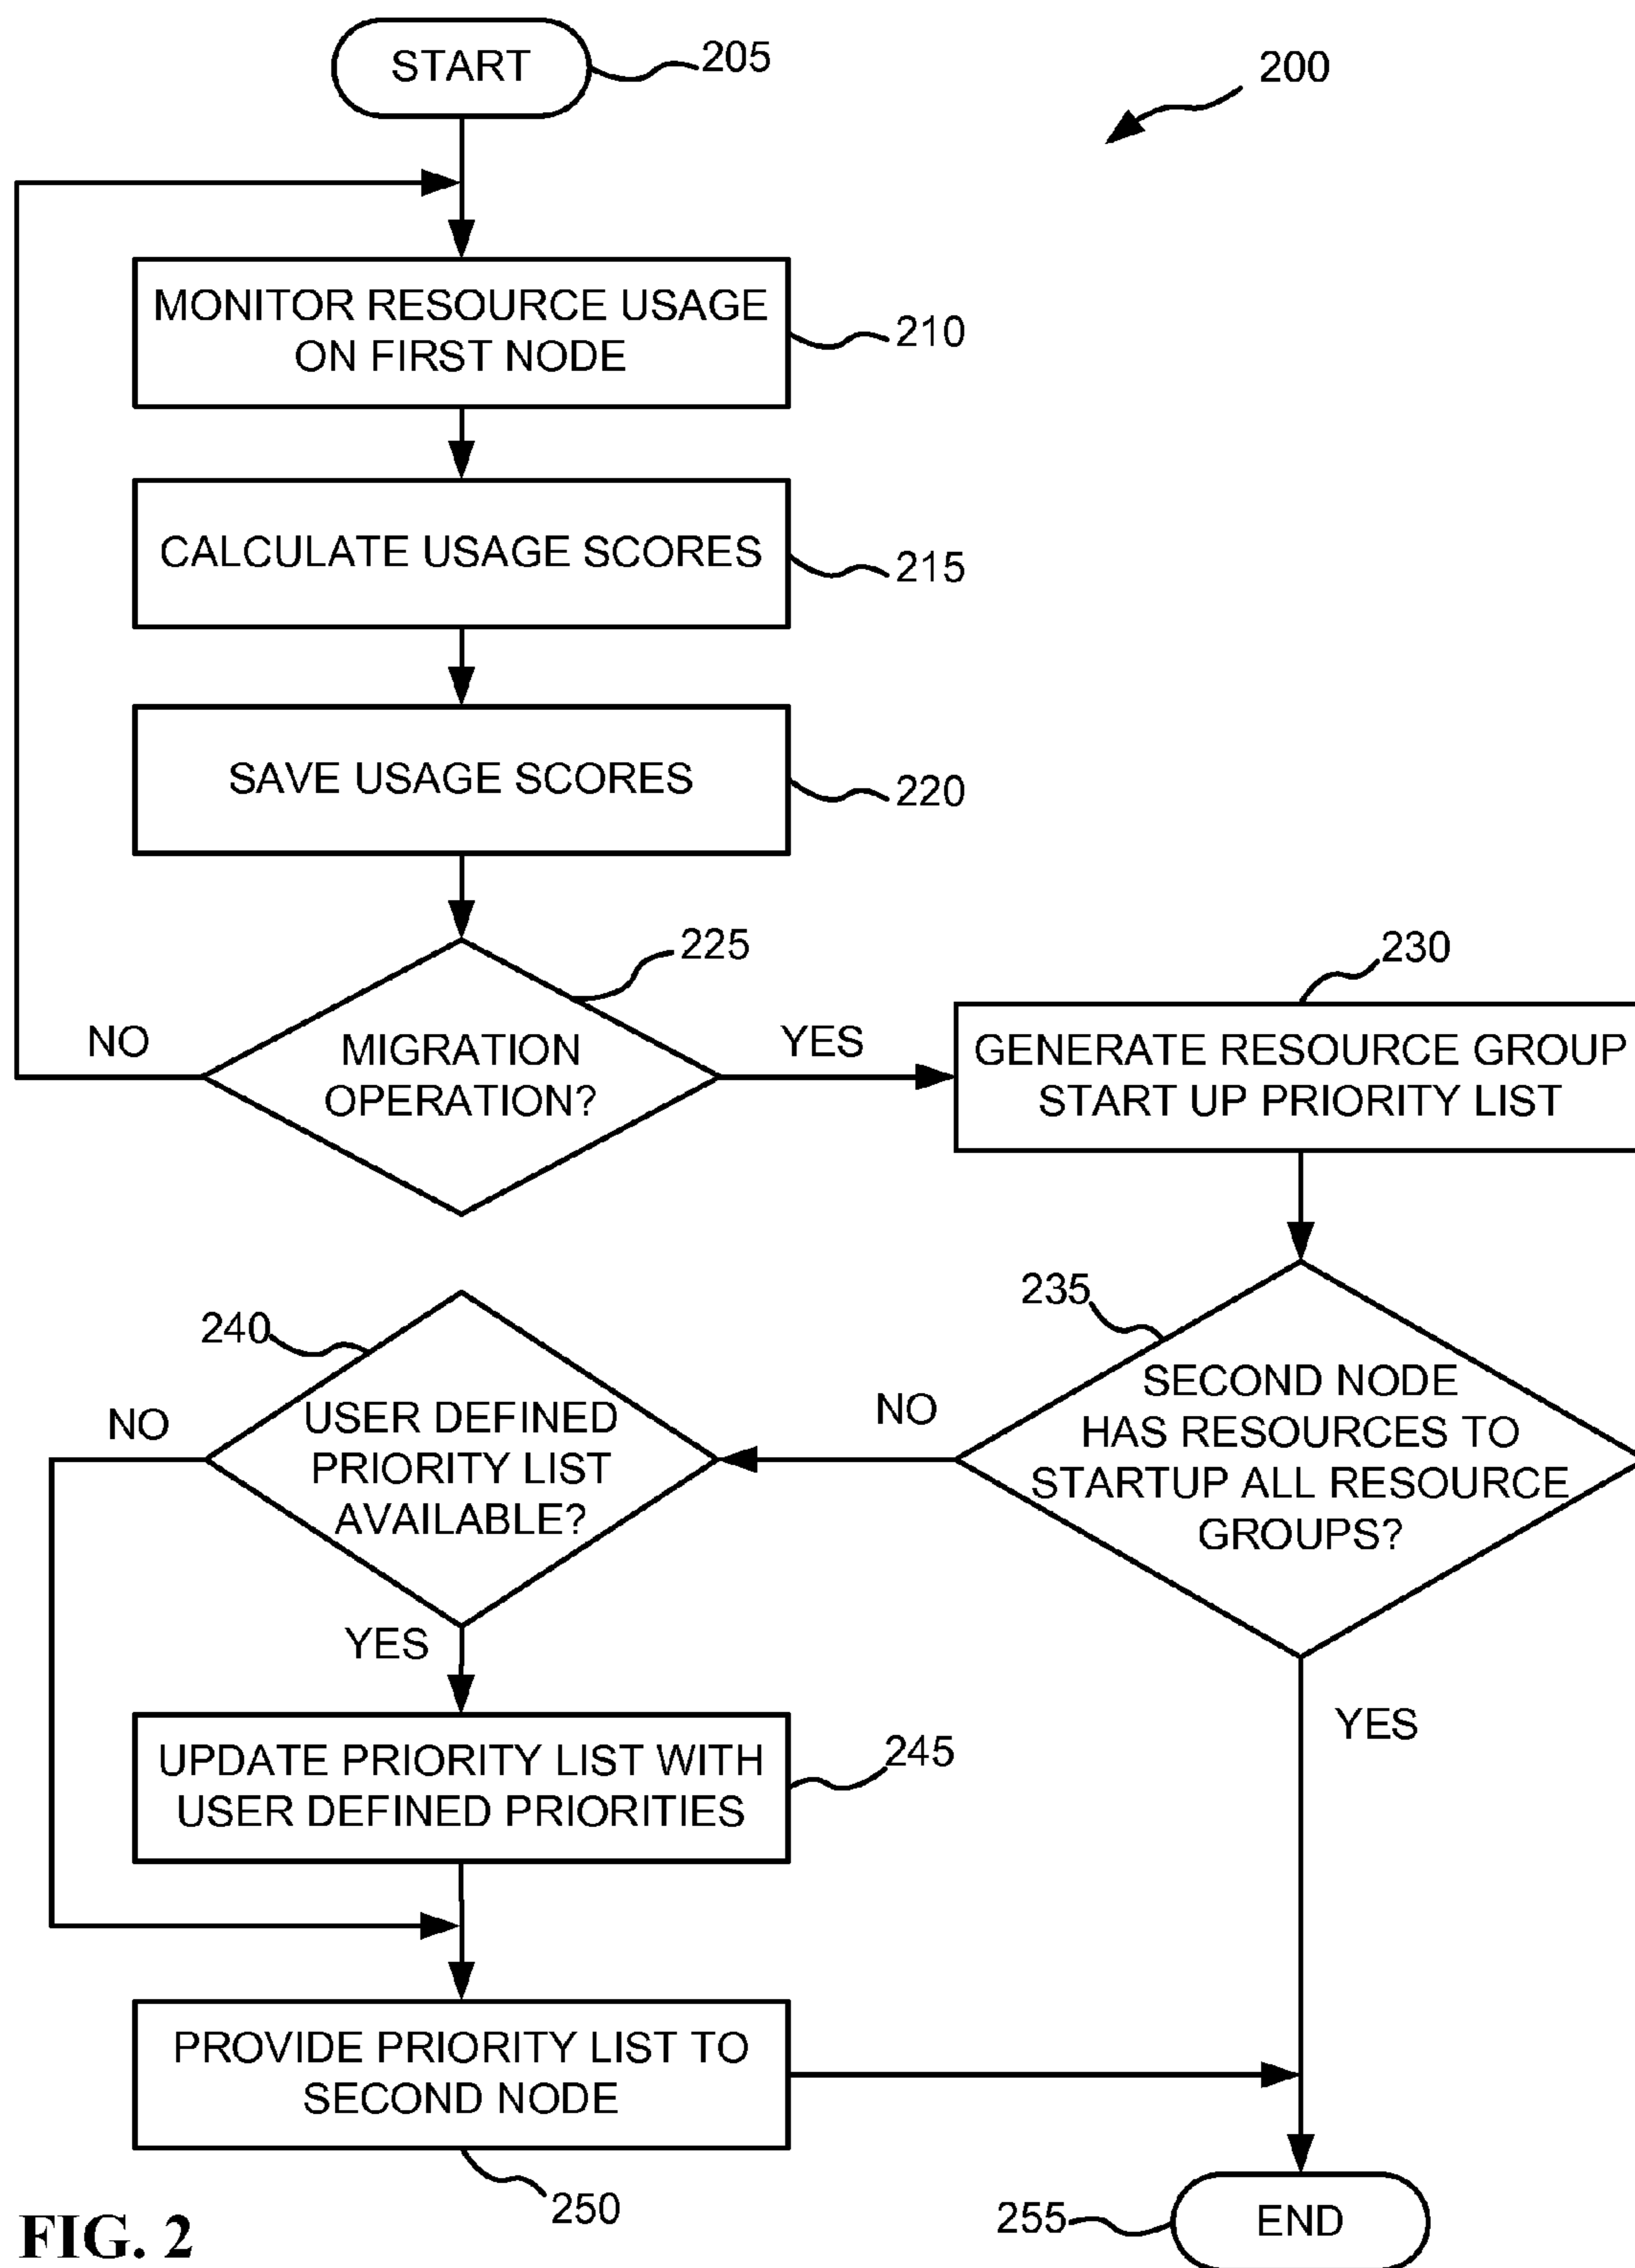 START
205
200
MONITOR RESOURCE USAGE
ON FIRST NODE
210
CALCULATE USAGE SCORES
215
SAVE USAGE SCORES
220
225
230
NO
MIGRATION
OPERATION?
YES
GENERATE RESOURCE GROUP
START UP PRIORITY LIST
235
240
NO
USER DEFINED
PRIORITY LIST
AVAILABLE?
NO
SECOND NODE
HAS RESOURCES TO
STARTUP ALL RESOURCE
GROUPS?
YES
YES
UPDATE PRIORITY LIST WITH
USER DEFINED PRIORITIES
245
PROVIDE PRIORITY LIST TO
SECOND NODE
250
255
END
FIG. 2